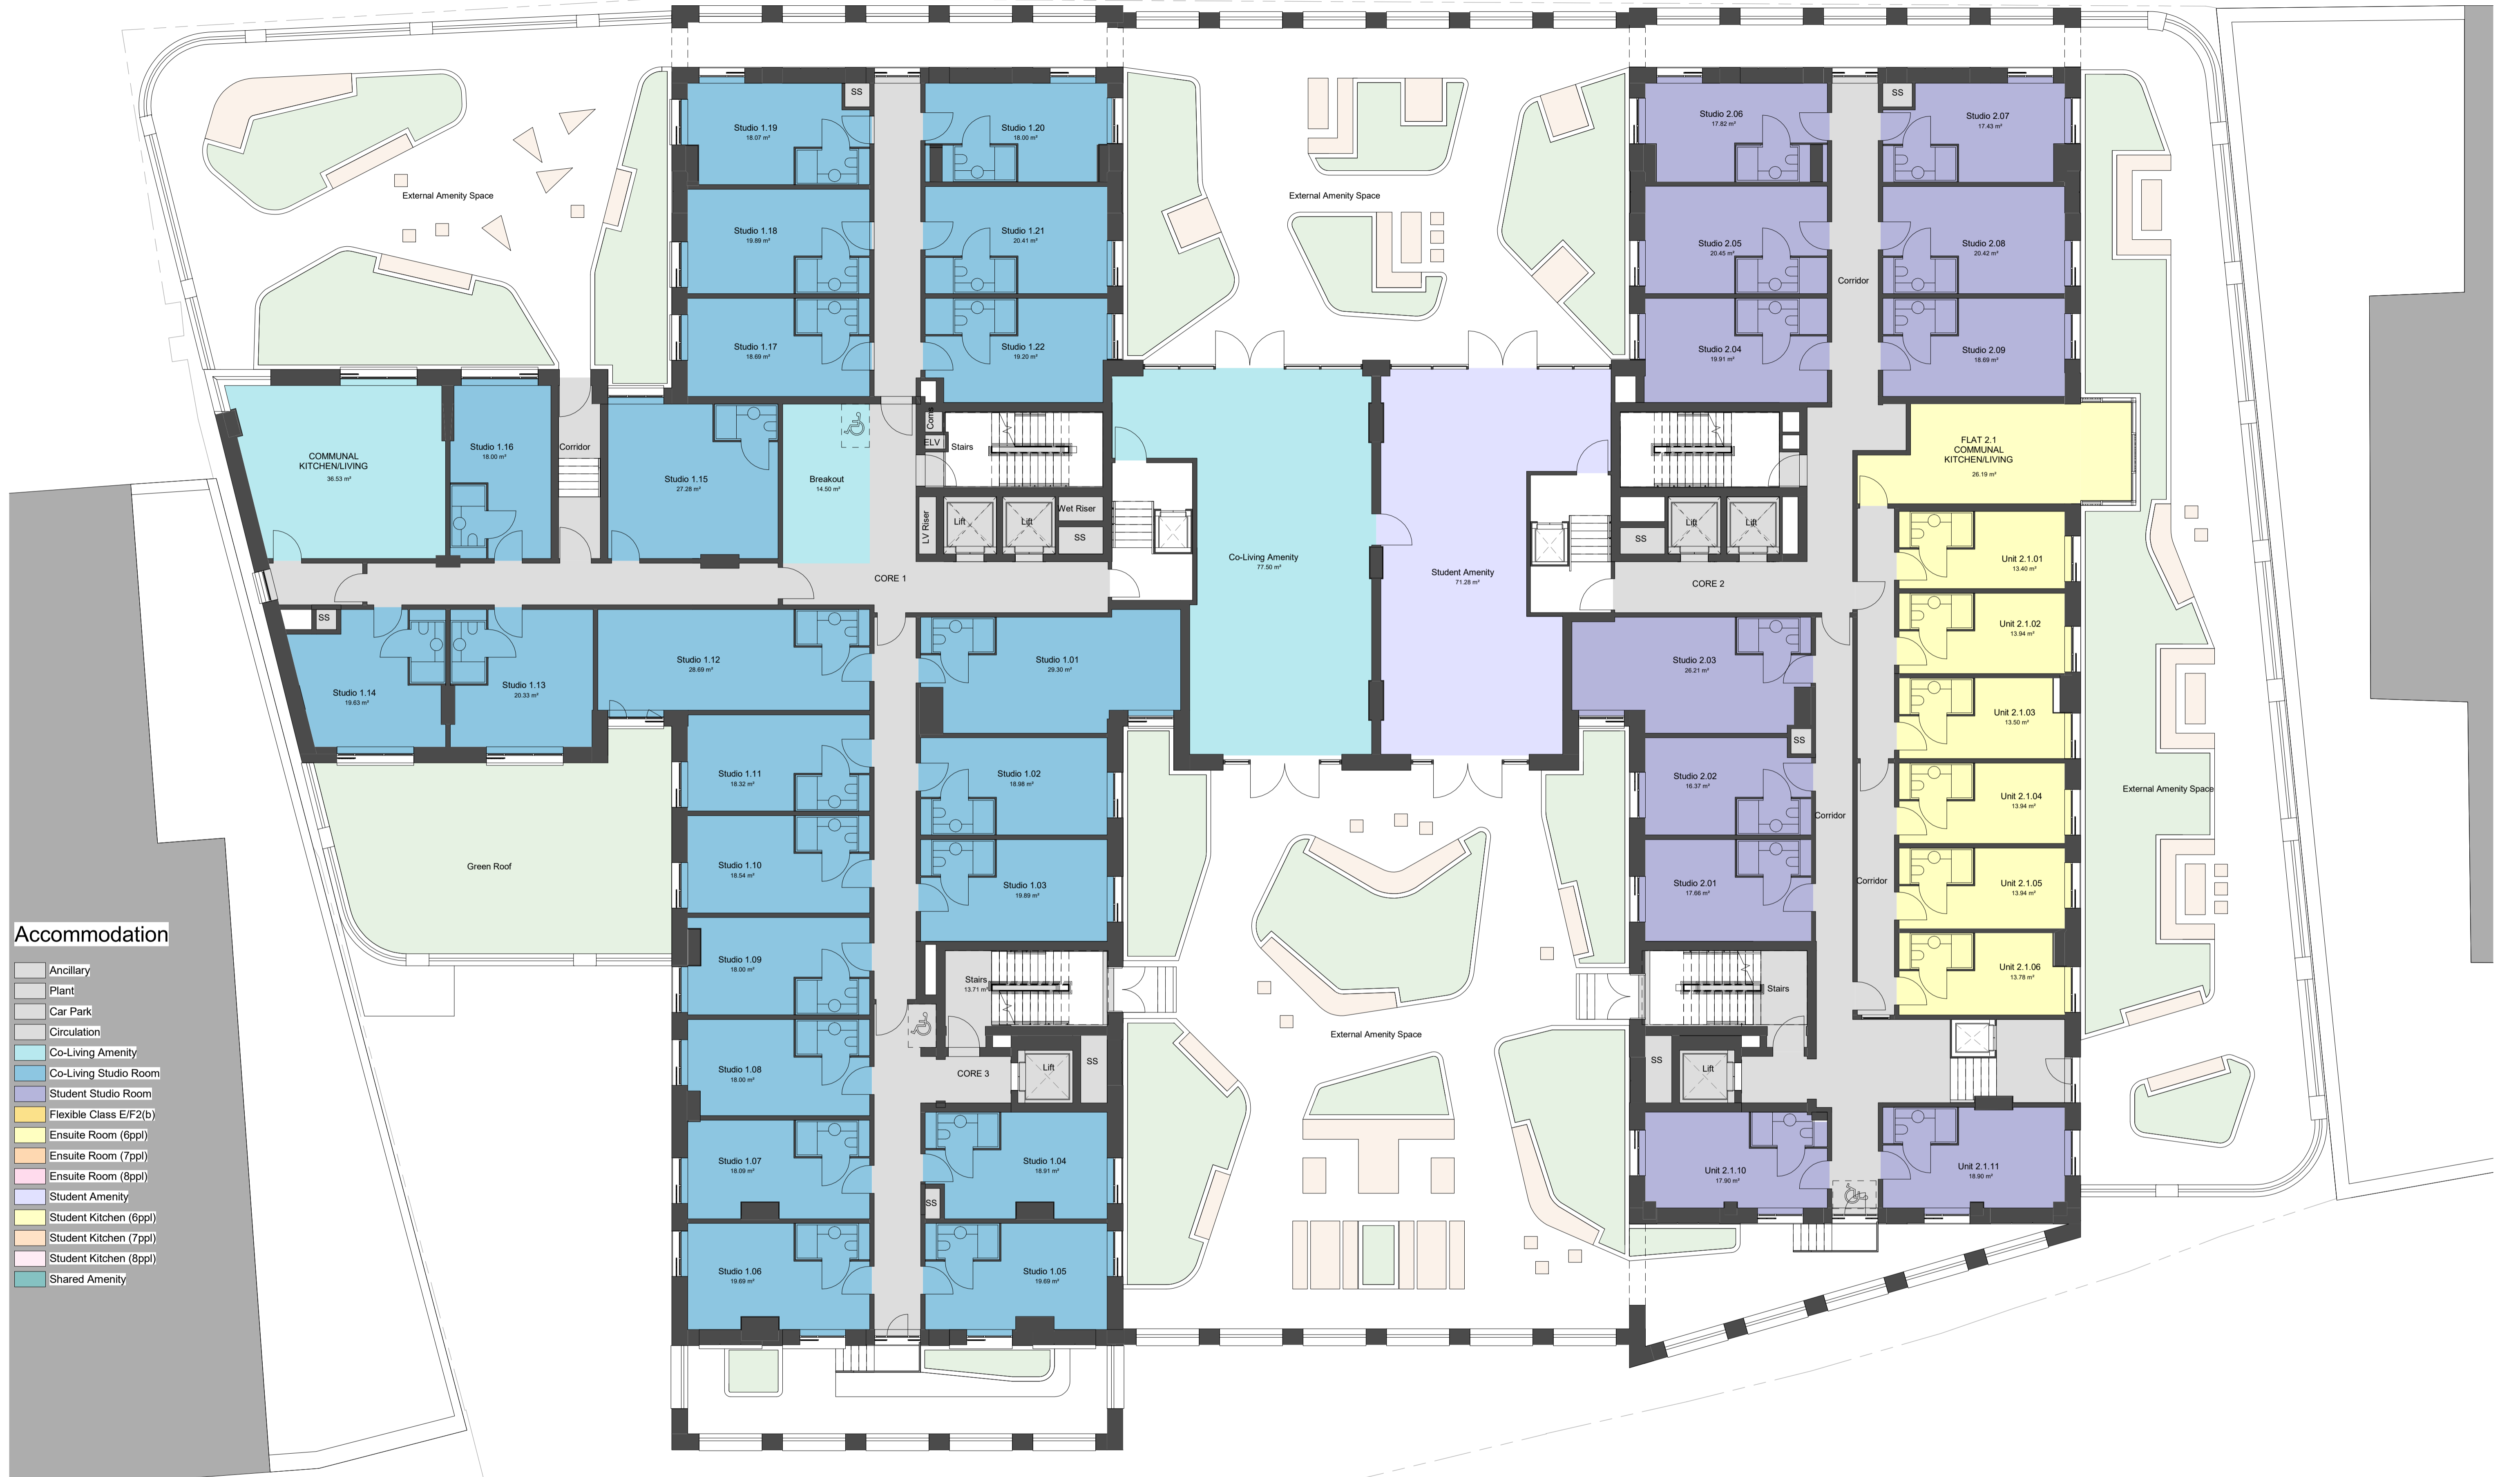 Studio 1.19
18.07 m²
SS
Studio 1.20
18.00 m²
Studio 2.06
17.82 m²
SS
Studio 2.07
17.43 m²
External Amenity Space
External Amenity Space
Studio 1.18
19.89 m²
Studio 1.21
20.41 m²
Studio 2.05
20.45 m²
Studio 2.08
20.42 m²
Corridor
Studio 1.17
18.69 m²
Studio 1.22
19.20 m²
Studio 2.04
19.91 m²
Studio 2.09
18.69 m²
COMMUNAL
KITCHEN/LIVING
36.53 m²
Studio 1.16
18.00 m²
Corridor
Studio 1.15
27.28 m²
Breakout
14.50 m²
Coms
ELV
Stairs
LV Riser
Lift
Lift
Wet Riser
SS
CORE 1
Co-Living Amenity
77.50 m²
Student Amenity
71.28 m²
SS
Lift
Lift
CORE 2
FLAT 2.1
COMMUNAL
KITCHEN/LIVING
26.19 m²
Unit 2.1.01
13.40 m²
Unit 2.1.02
13.94 m²
Unit 2.1.03
13.50 m²
Unit 2.1.04
13.94 m²
Unit 2.1.05
13.94 m²
Unit 2.1.06
13.78 m²
External Amenity Space
SS
Studio 1.14
19.63 m²
Studio 1.13
20.33 m²
Studio 1.12
28.69 m²
Studio 1.01
29.30 m²
Studio 2.03
26.21 m²
SS
Studio 1.11
18.32 m²
Studio 1.02
18.98 m²
Studio 2.02
16.37 m²
Corridor
Corridor
Green Roof
Studio 1.10
18.54 m²
Studio 1.03
19.89 m²
Studio 2.01
17.66 m²
Studio 1.09
18.00 m²
Stairs
13.71 m²
Stairs
External Amenity Space
Studio 1.08
18.00 m²
CORE 3
Lift
SS
SS
Lift
Studio 1.07
18.09 m²
Studio 1.04
18.91 m²
SS
Unit 2.1.10
17.90 m²
Unit 2.1.11
18.90 m²
Studio 1.06
19.69 m²
Studio 1.05
19.69 m²
Accommodation
Ancillary
Plant
Car Park
Circulation
Co-Living Amenity
Co-Living Studio Room
Student Studio Room
Flexible Class E/F2(b)
Ensuite Room (6ppl)
Ensuite Room (7ppl)
Ensuite Room (8ppl)
Student Amenity
Student Kitchen (6ppl)
Student Kitchen (7ppl)
Student Kitchen (8ppl)
Shared Amenity